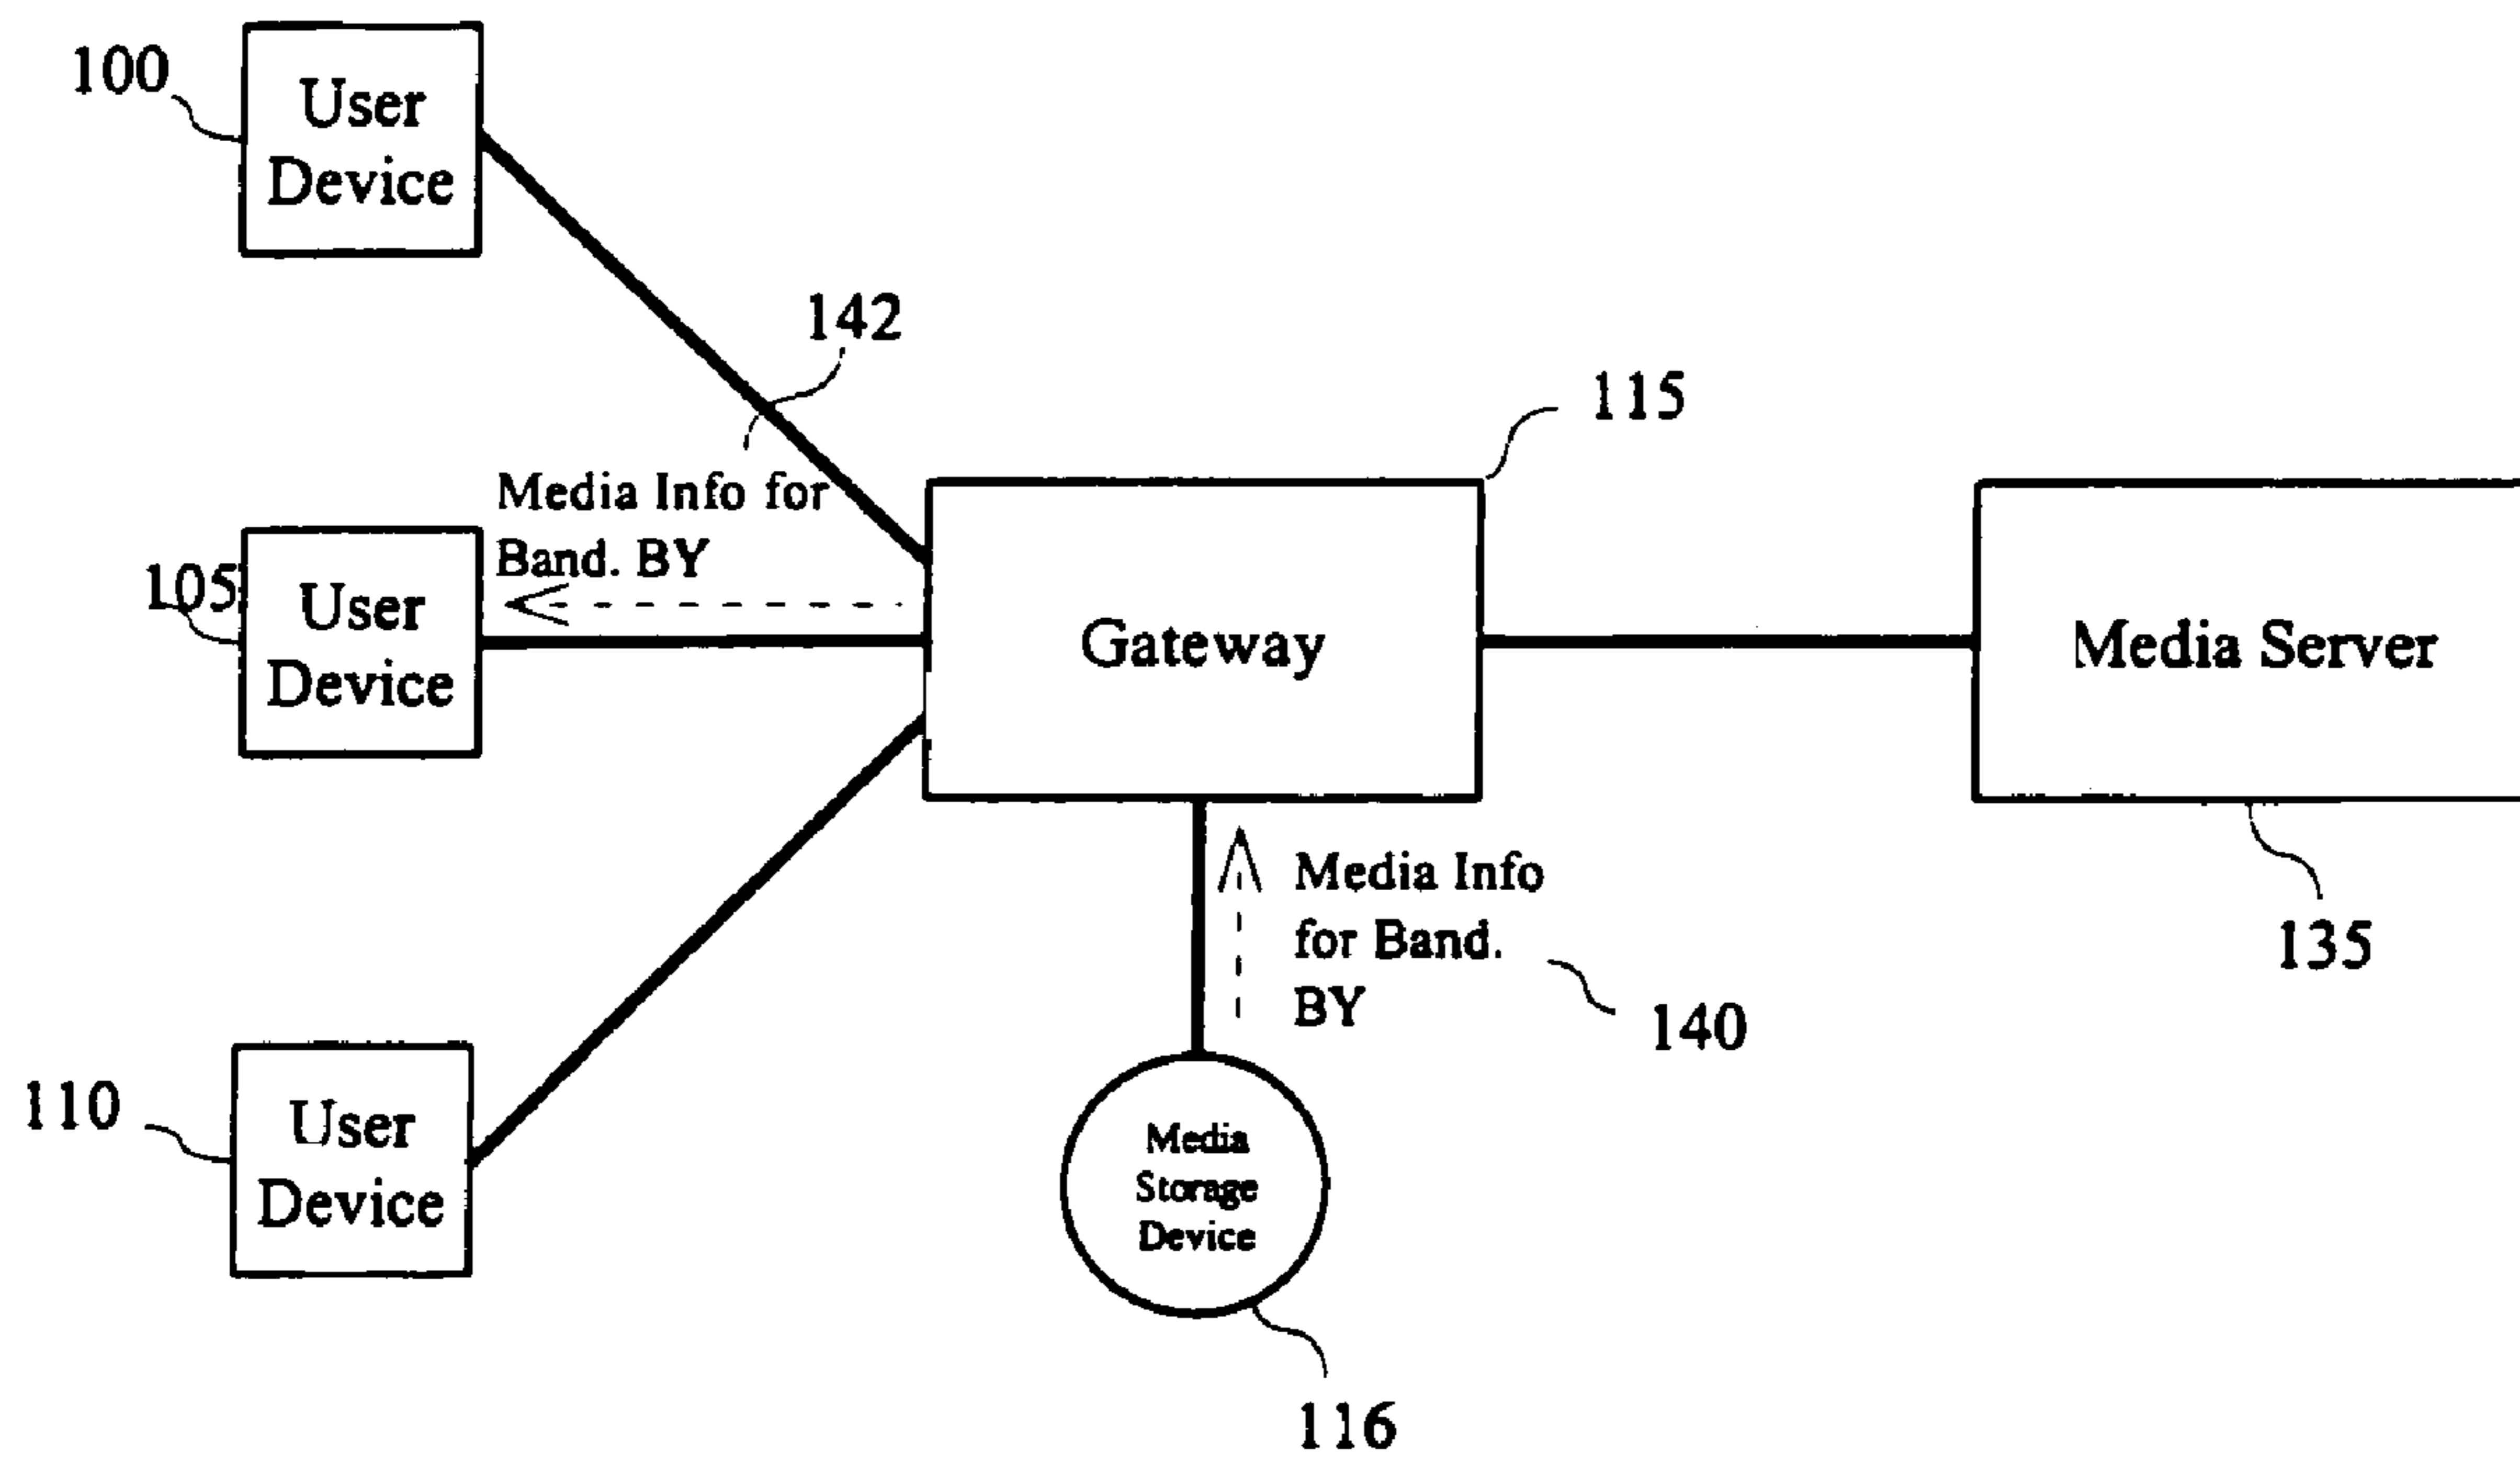 100
User
Device
142
115
Media Info for
Band. BY
105
User
Device
Gateway
Media Server
Media Info
for Band.
BY
135
140
110
User
Device
Media
Storage
Device
116